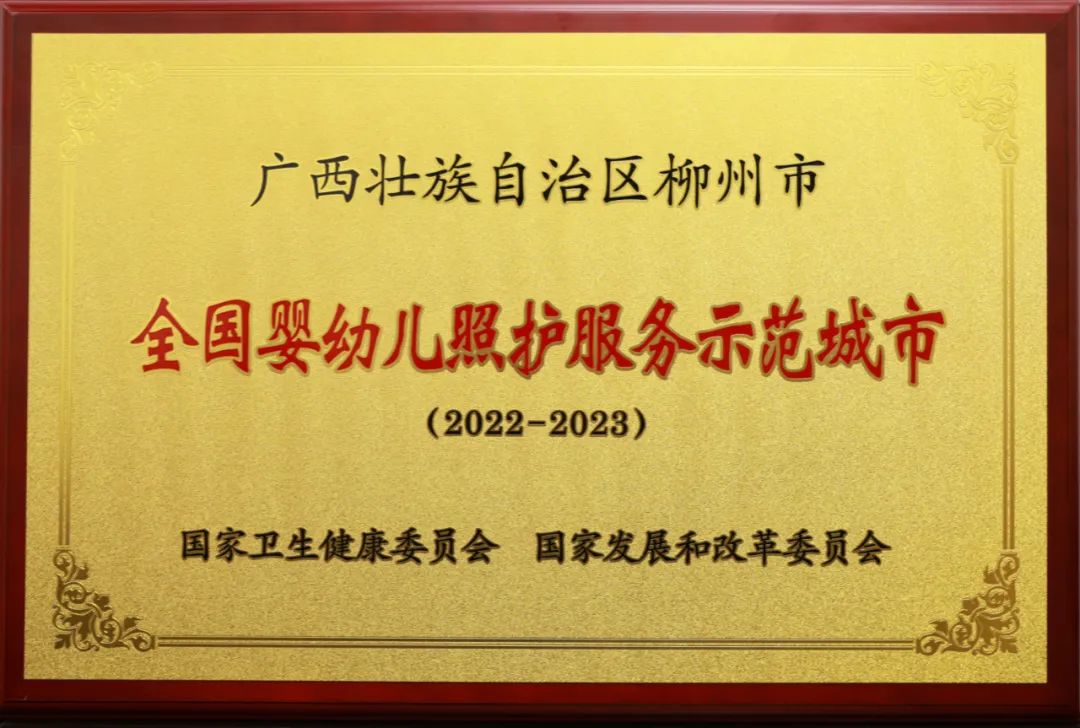 广西壮族自治区柳州市
全国婴幼儿照护服务示范城市
（2022-2023）
国家卫生健康委员会 国家发展和改革委员会